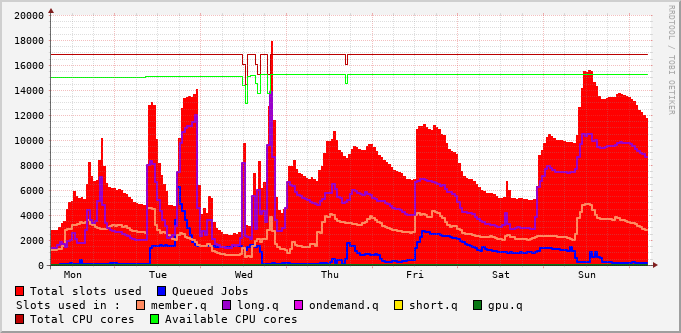 20000
18000
16000
14000
12000
10000
8000
6000
4000
2000
0
Mon Tue Wed Thu Fri Sat Sun
Total slots used Queued Jobs
Slots used in : member.q long.q ondemand.q short.q gpu.q
Total CPU cores Available CPU cores
RRDTOOL / TOBI OETIKER